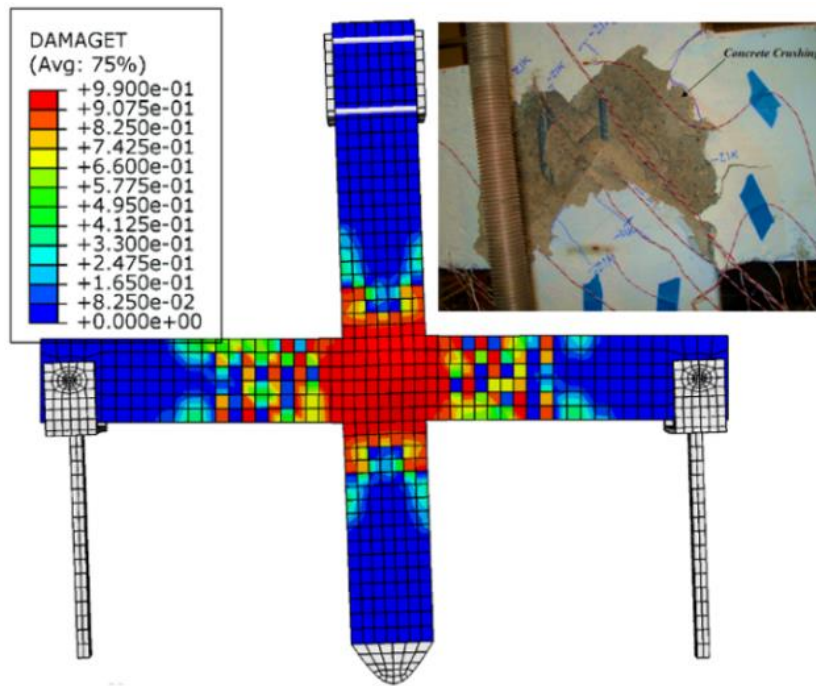 DAMAGET
(Avg: 75%)
+9.900e-01
+9.075e-01
+8.250e-01
+7.425e-01
+6.600e-01
+5.775e-01
+4.950e-01
+4.125e-01
+3.300e-01
+2.475e-01
+1.650e-01
+8.250e-02
+0.000e+00
Concrete Crushing
-21K